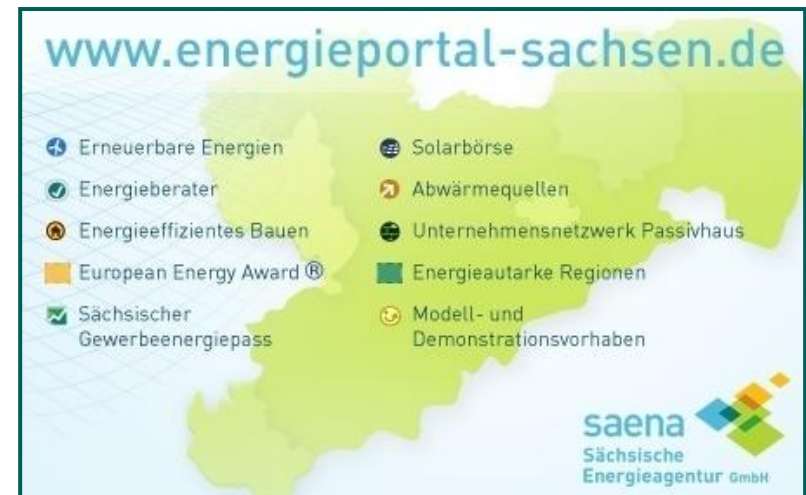 www.energieportal-sachsen.de
Erneuerbare Energien
Energieberater
Energieeffizientes Bauen
European Energy Award ®
Sächsischer
Gewerbeenergiepass
Solarbörse
Abwärmequellen
Unternehmensnetzwerk Passivhaus
Energieautarke Regionen
Modell- und
Demonstrationsvorhaben
saena
Sächsische
Energieagentur GmbH